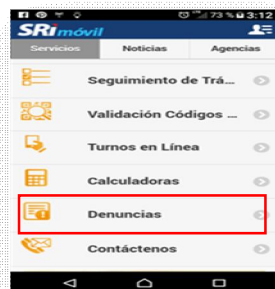 73 % 3:12
SRi móvil
Servicios Noticias Agencias
Seguimiento de Trá...
Validación Códigos ...
Turnos en Línea
Calculadoras
Denuncias
Contáctenos